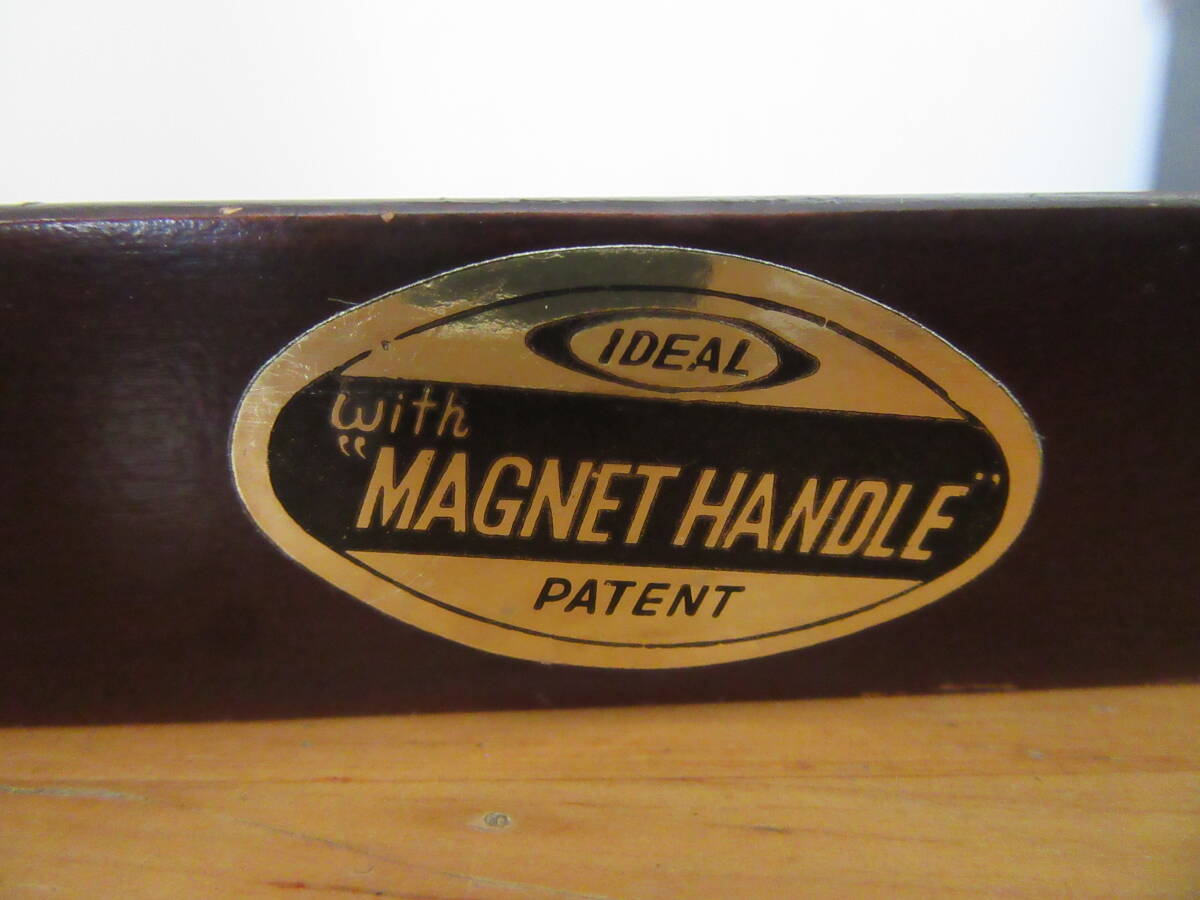 IDEAL
with
"MAGNET HANDLE"
PATENT